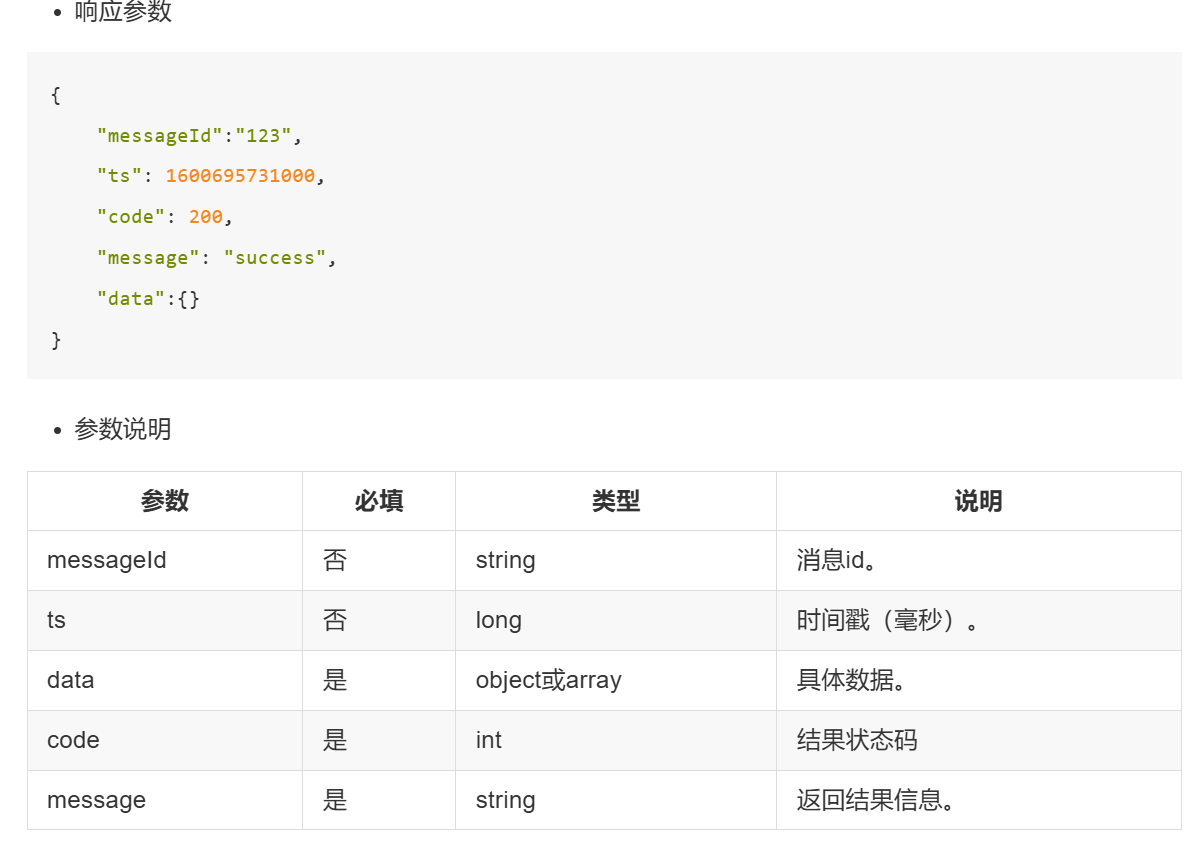 响应参数
{
"messageId":"123",
"ts": 1600695731000,
"code": 200,
"message": "success",
"data":{}
}
参数说明
参数 必填 类型 说明
messageId 否 string 消息id。
ts 否 long 时间戳（毫秒）。
data 是 object或array 具体数据。
code 是 int 结果状态码
message 是 string 返回结果信息。